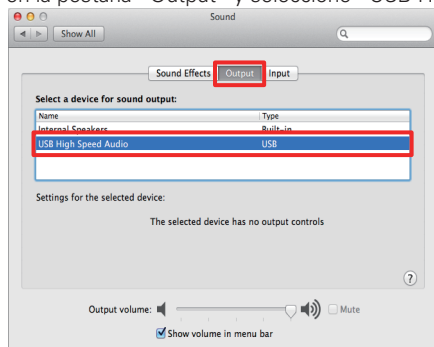 en la pestaña "Output" y seleccione "USB H
Sound
Show All
Sound Effects Output Input
Select a device for sound output:
Name Type
Internal Speakers Built-in
USB High Speed Audio USB
Settings for the selected device:
The selected device has no output controls
?
Output volume: Mute
Show volume in menu bar